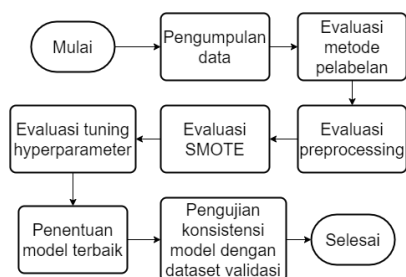 Mulai
Pengumpulan
data
Evaluasi
metode
pelabelan
Evaluasi
preprocessing
Evaluasi
SMOTE
Evaluasi tuning
hyperparameter
Penentuan
model terbaik
Pengujian
konsistensi
model dengan
dataset validasi
Selesai